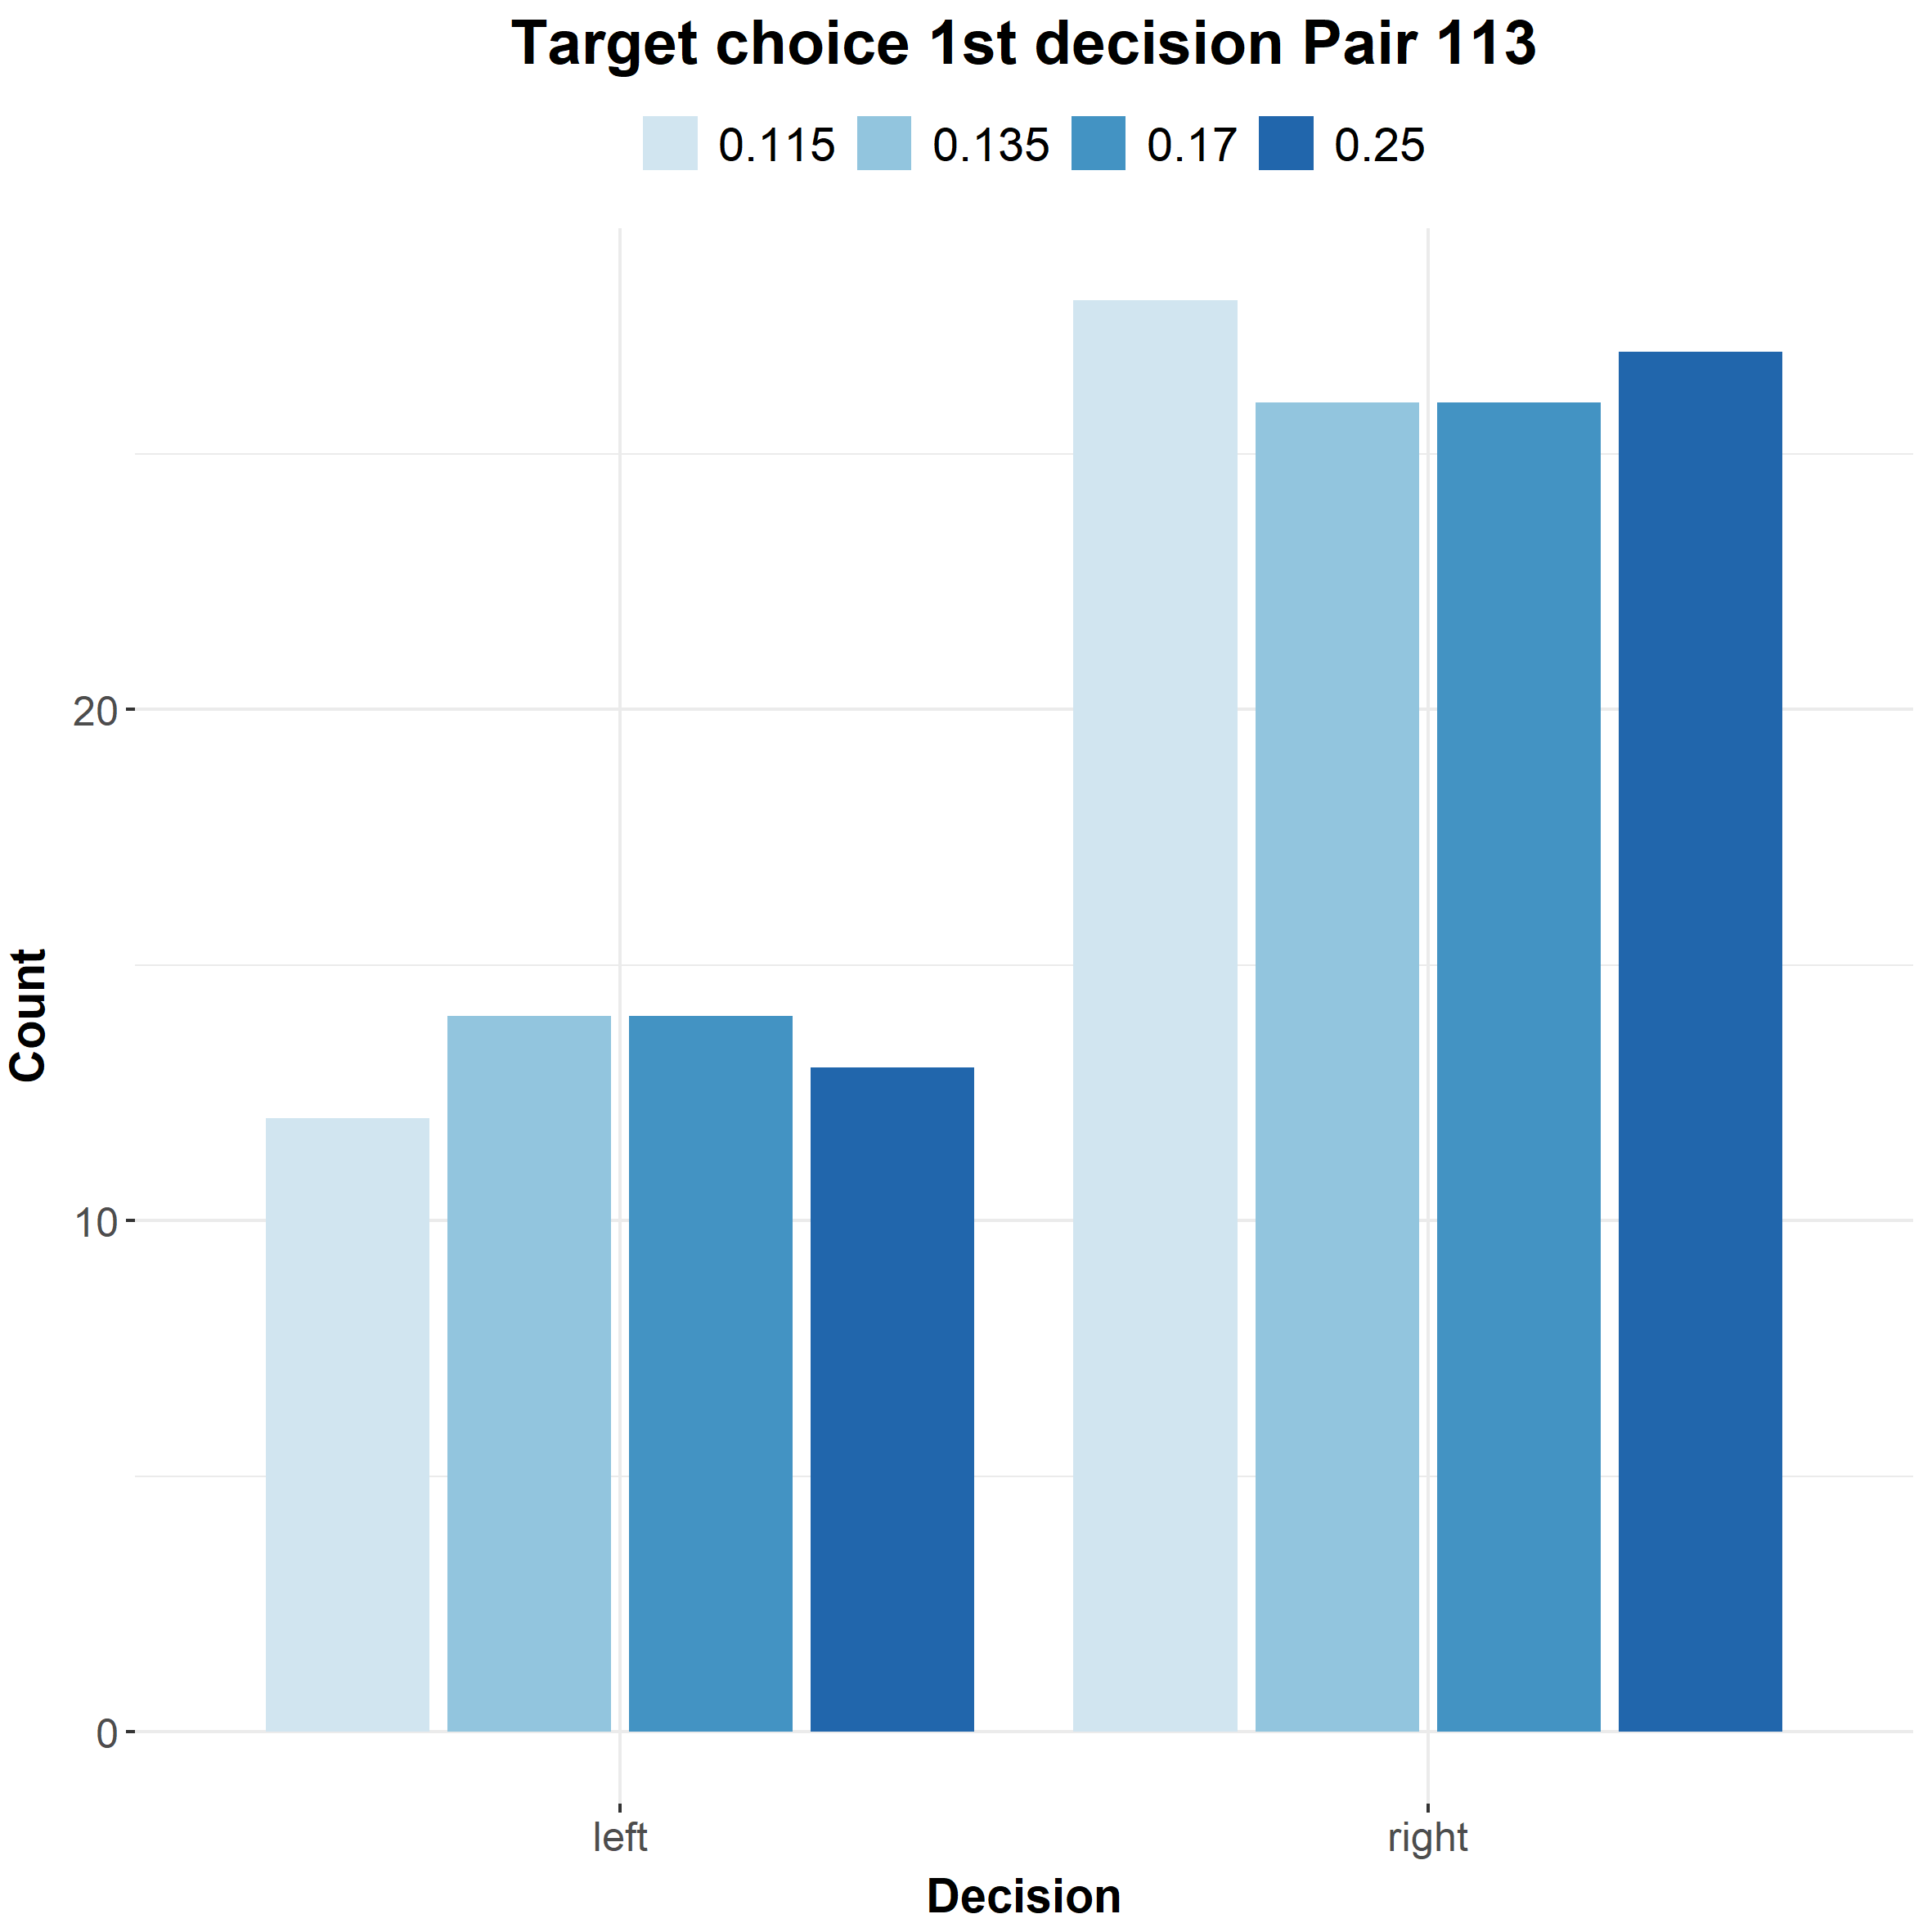 Target choice 1st decision Pair 113
0.115 0.135 0.17 0.25
20
10
0
Count
left right
Decision